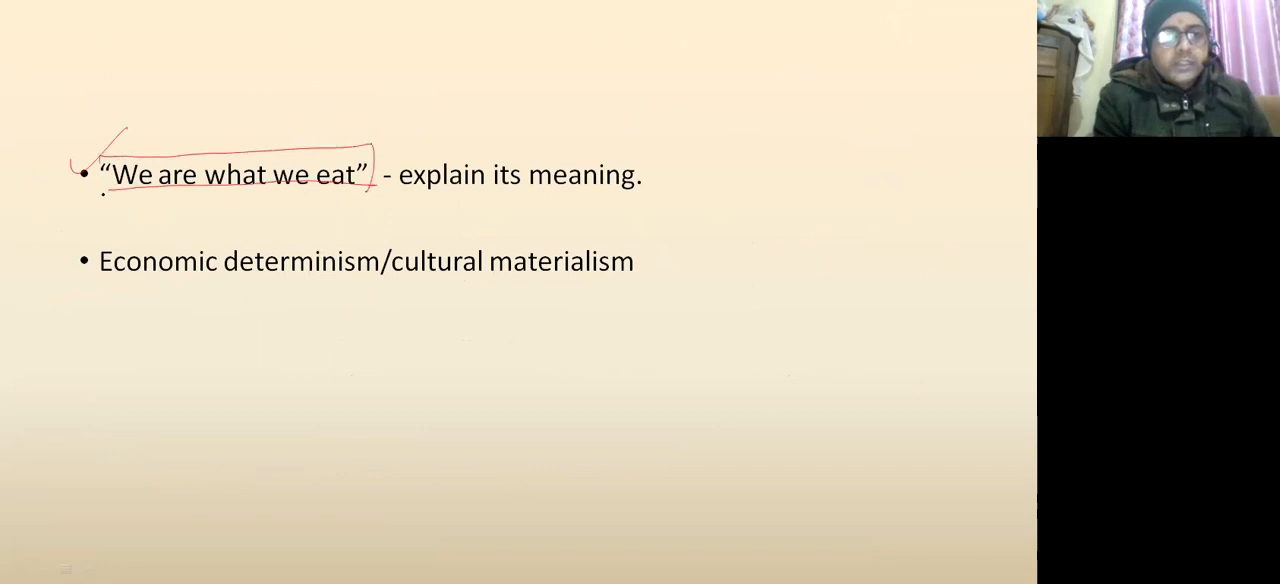 • “We are what we eat” - explain its meaning.
• Economic determinism/cultural materialism